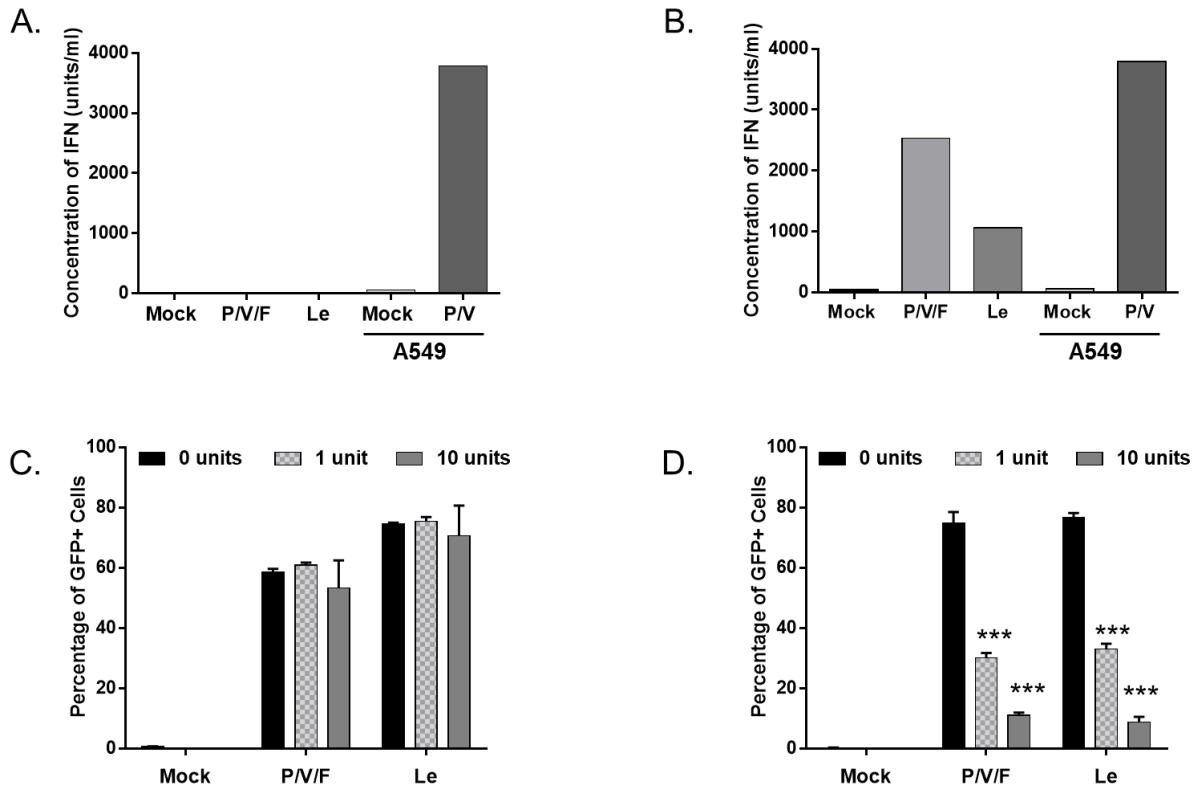 A.
Concentration of IFN (units/ml)
4000
3000
2000
1000
0
Mock P/V/F Le Mock P/V
A549
B.
Concentration of IFN (units/ml)
4000
3000
2000
1000
0
Mock P/V/F Le Mock P/V
A549
C.
Percentage of GFP+ Cells
100
80
60
40
20
0
0 units 1 unit 10 units
Mock P/V/F Le
D.
Percentage of GFP+ Cells
100
80
60
40
20
0
0 units 1 unit 10 units
*** ***
*** ***
Mock P/V/F Le